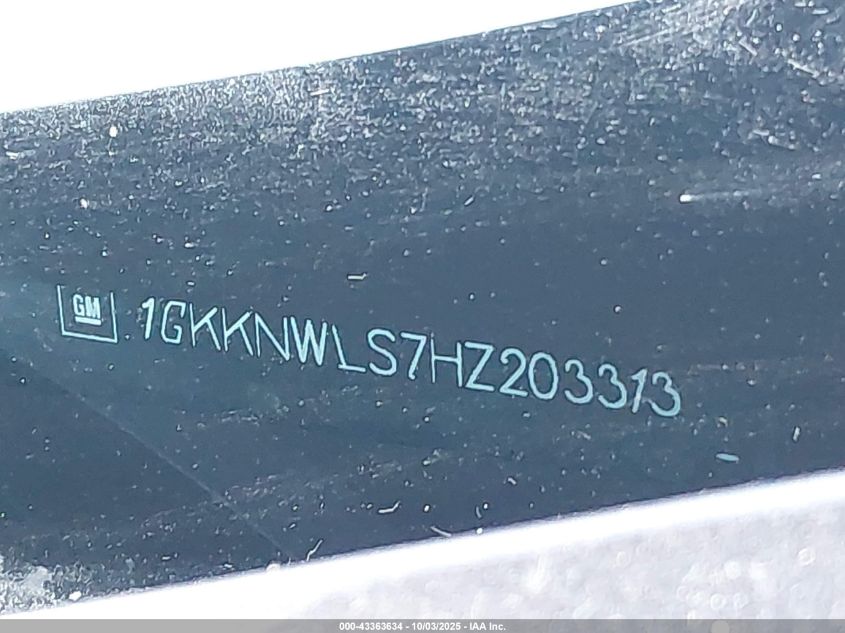 GM 1GKKNWLS7HZ203313
000-43363634 - 10/03/2025 - IAA Inc.